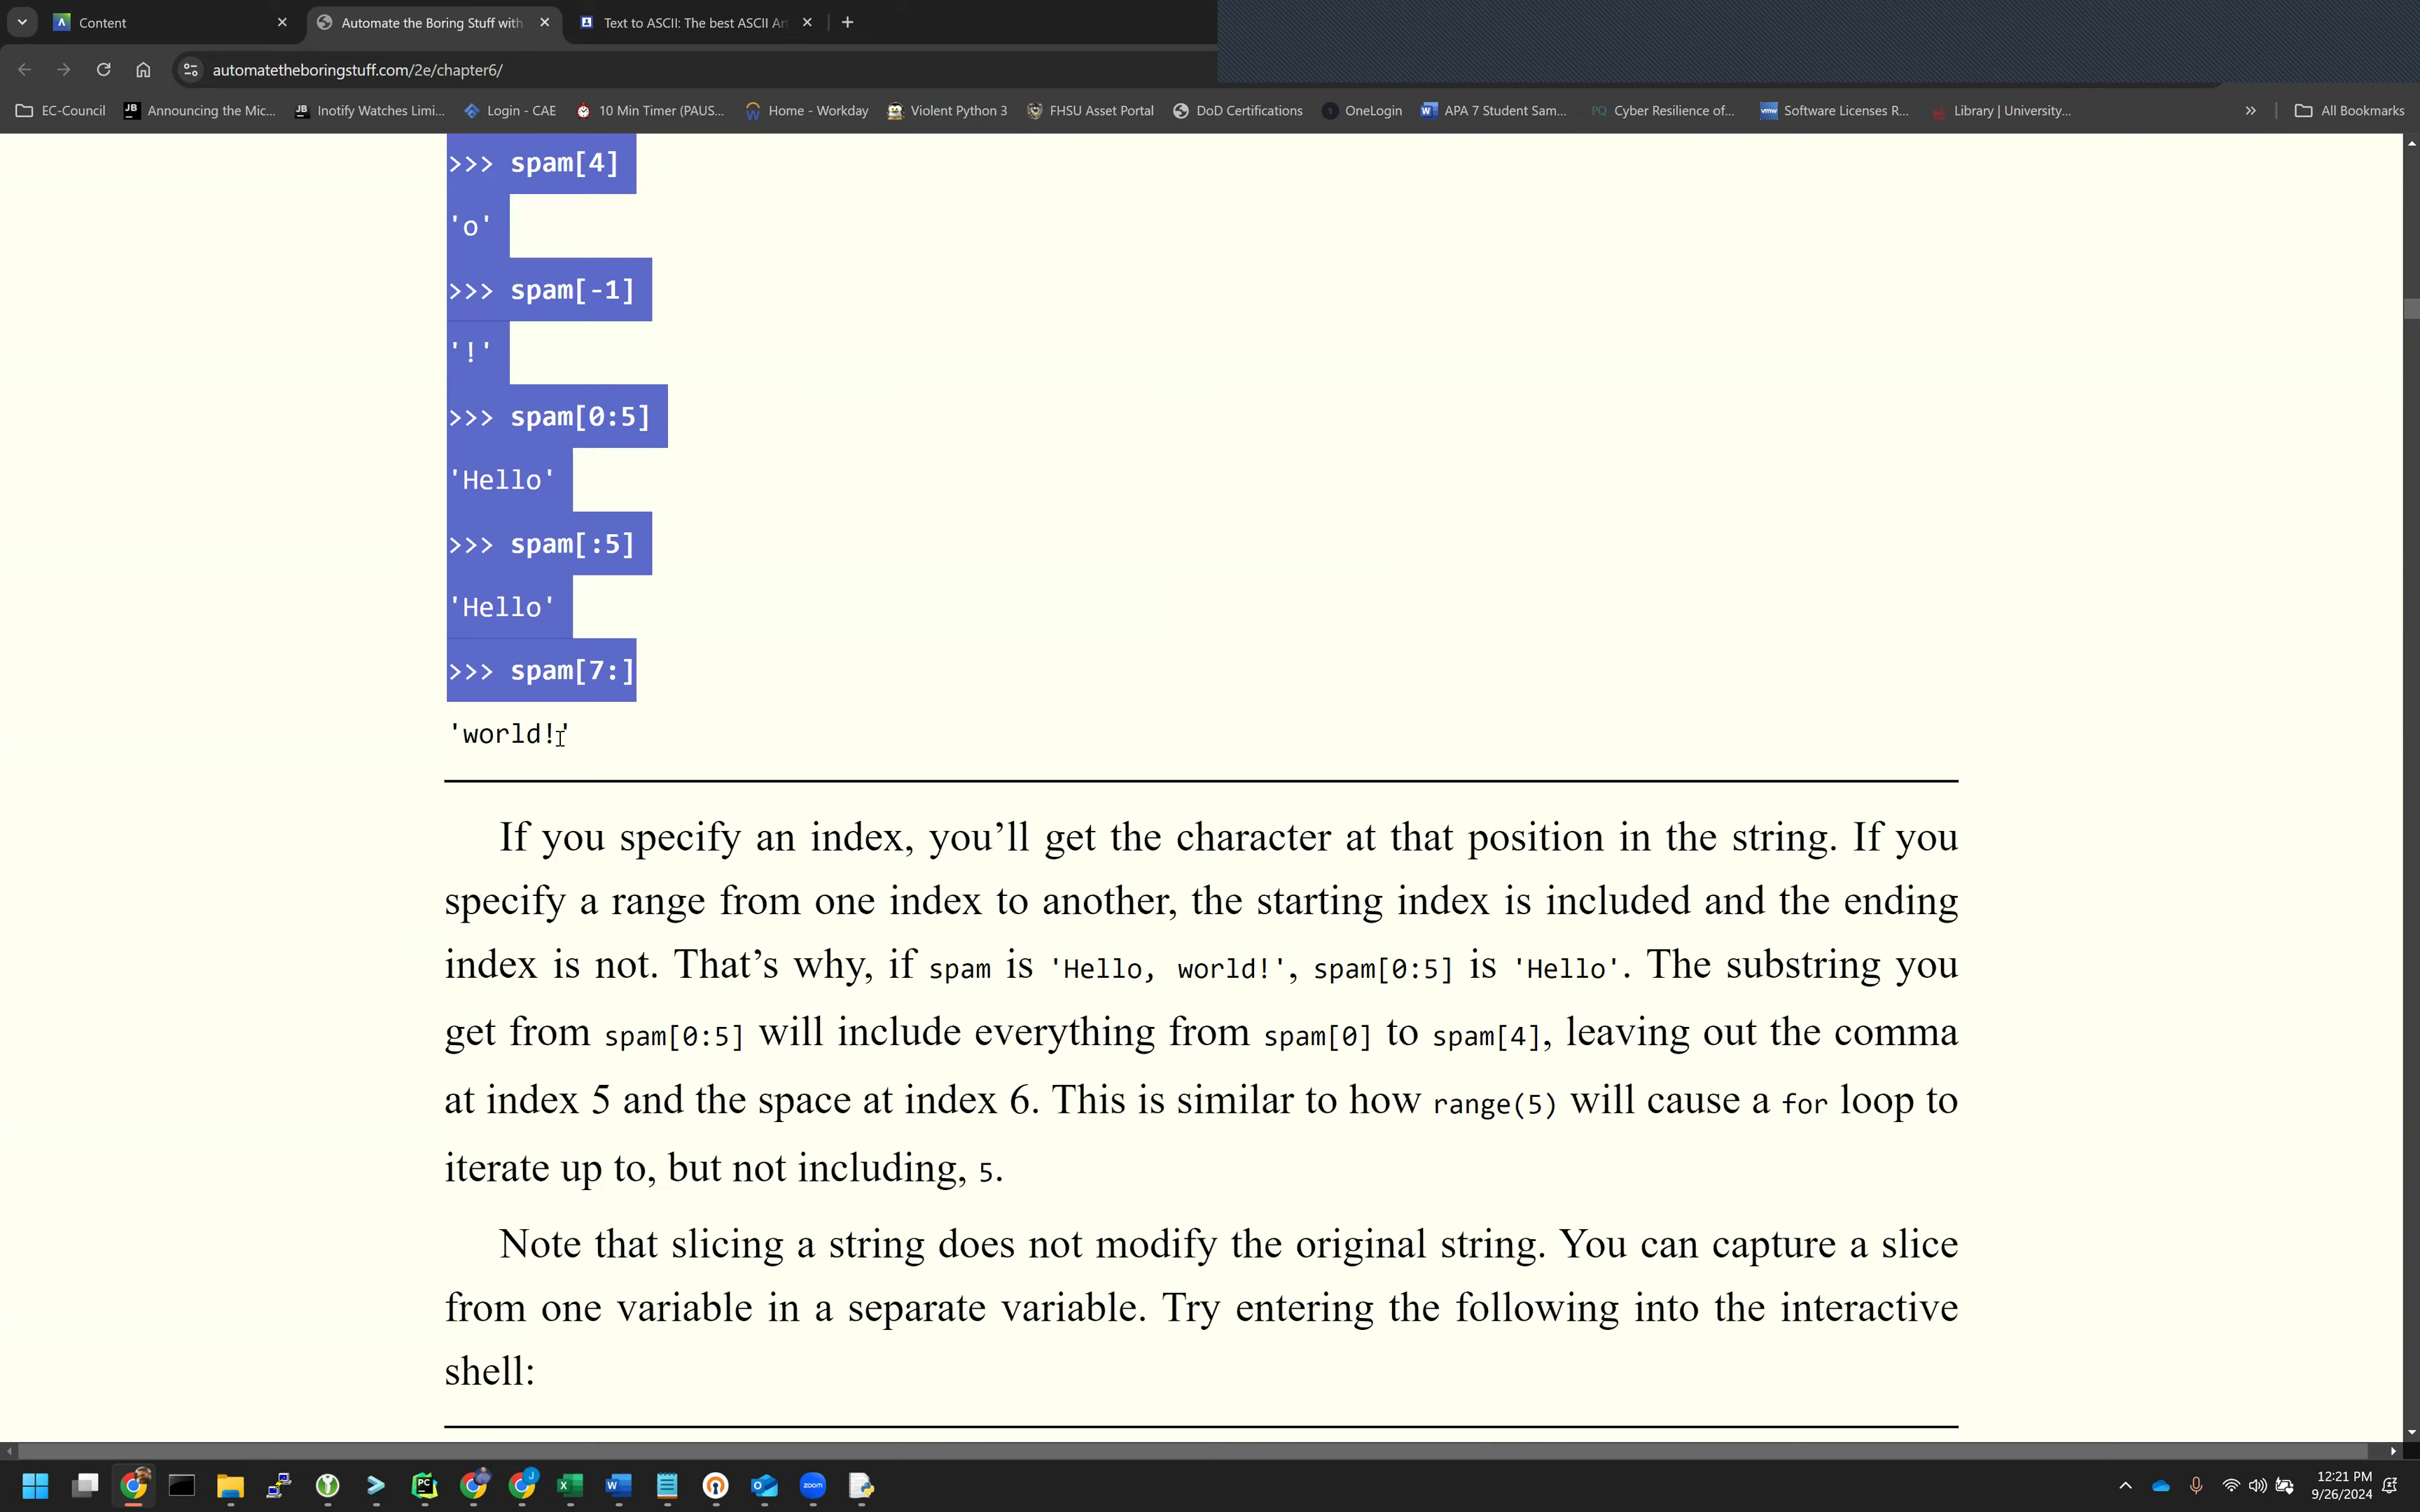 Content
Automate the Boring Stuff with
Text to ASCII: The best ASCII Ar
automatetheboringstuff.com/2e/chapter6/
EC-Council
Announcing the Mic...
Inotify Watches Limi...
Login - CAE
10 Min Timer (PAUS...
Home - Workday
Violent Python 3
FHSU Asset Portal
DoD Certifications
OneLogin
APA 7 Student Sam...
Cyber Resilience of...
Software Licenses R...
Library | University...
All Bookmarks
>>> spam[4]
'o'
>>> spam[-1]
'!'
>>> spam[0:5]
'Hello'
>>> spam[:5]
'Hello'
>>> spam[7:]
'world!'
If you specify an index, you’ll get the character at that position in the string. If you
specify a range from one index to another, the starting index is included and the ending
index is not. That’s why, if spam is 'Hello, world!', spam[0:5] is 'Hello'. The substring you
get from spam[0:5] will include everything from spam[0] to spam[4], leaving out the comma
at index 5 and the space at index 6. This is similar to how range(5) will cause a for loop to
iterate up to, but not including, 5.
Note that slicing a string does not modify the original string. You can capture a slice
from one variable in a separate variable. Try entering the following into the interactive
shell:
12:21 PM
9/26/2024